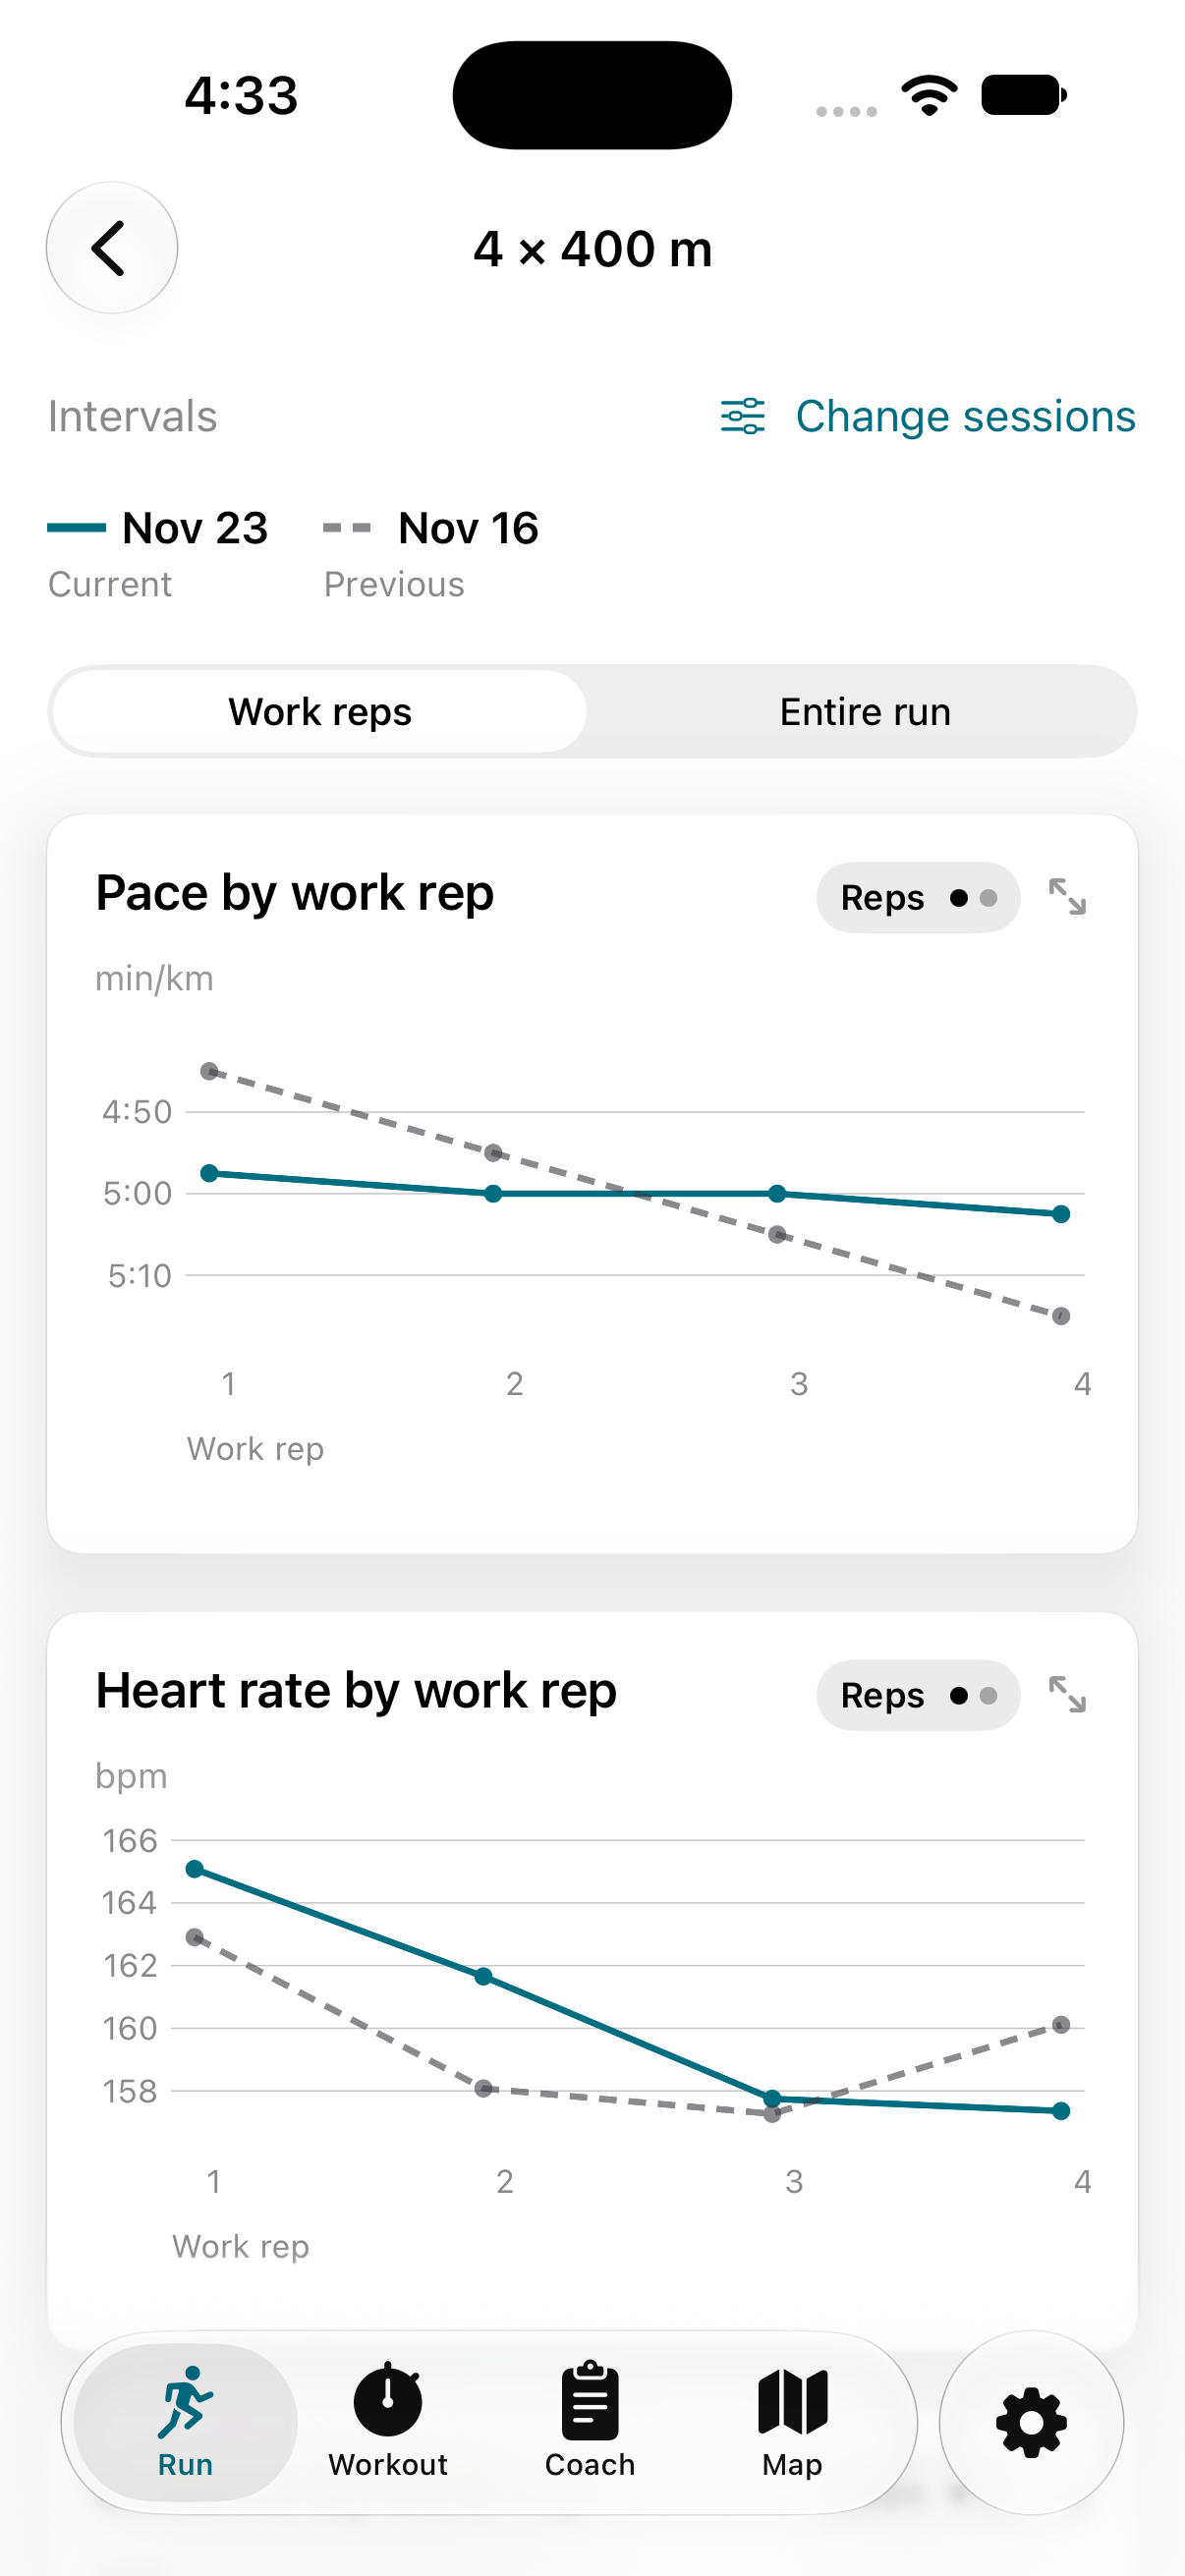 4:33
4 × 400 m
Intervals
Change sessions
Nov 23
Nov 16
Current
Previous
Work reps
Entire run
Pace by work rep
Reps
min/km
4:50
5:00
5:10
1 2 3 4
Work rep
Heart rate by work rep
Reps
bpm
166
164
162
160
158
1 2 3 4
Work rep
Run
Workout
Coach
Map